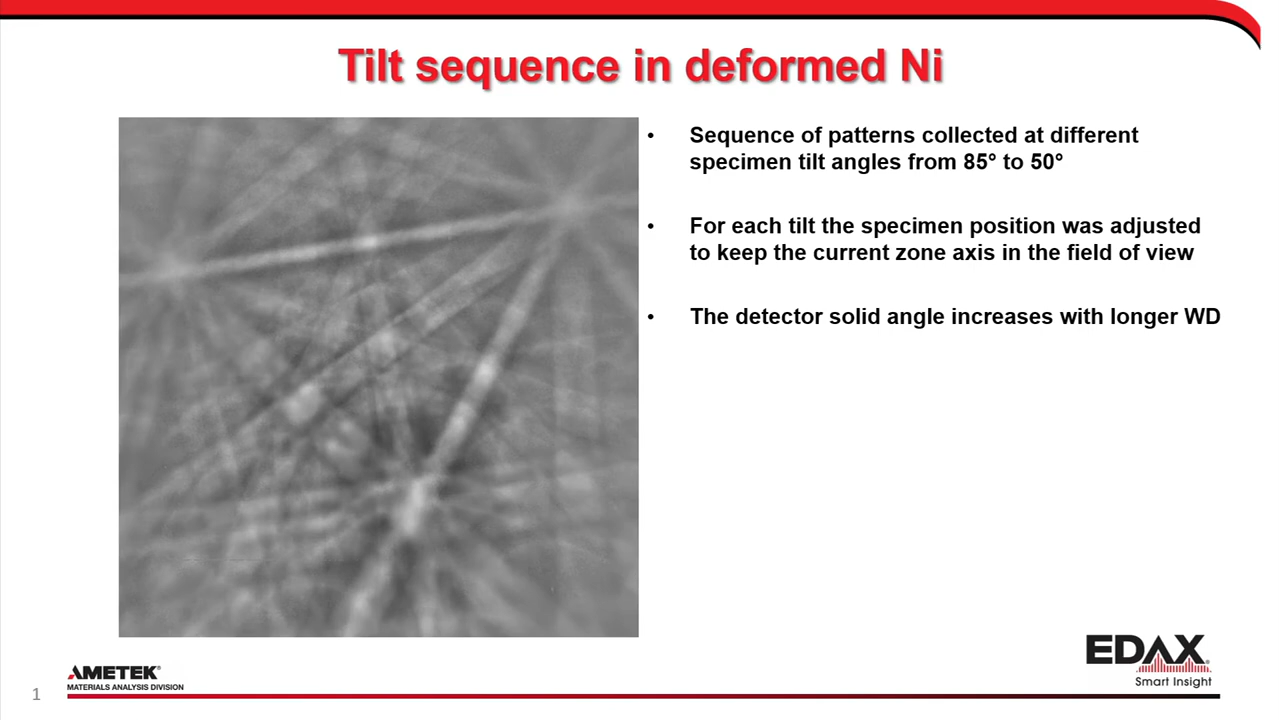 Tilt sequence in deformed Ni
• Sequence of patterns collected at different
specimen tilt angles from 85° to 50°
• For each tilt the specimen position was adjusted
to keep the current zone axis in the field of view
• The detector solid angle increases with longer WD
1
AMETEK®
MATERIALS ANALYSIS DIVISION
EDAX®
Smart Insight